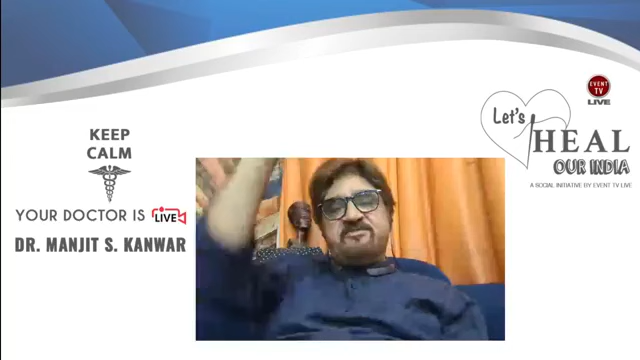 EVENT
TV
LIVE
Let's
HEAL
OUR INDIA
A SOCIAL INITIATIVE BY EVENT TV LIVE
KEEP
CALM
YOUR DOCTOR IS LIVE
DR. MANJIT S. KANWAR